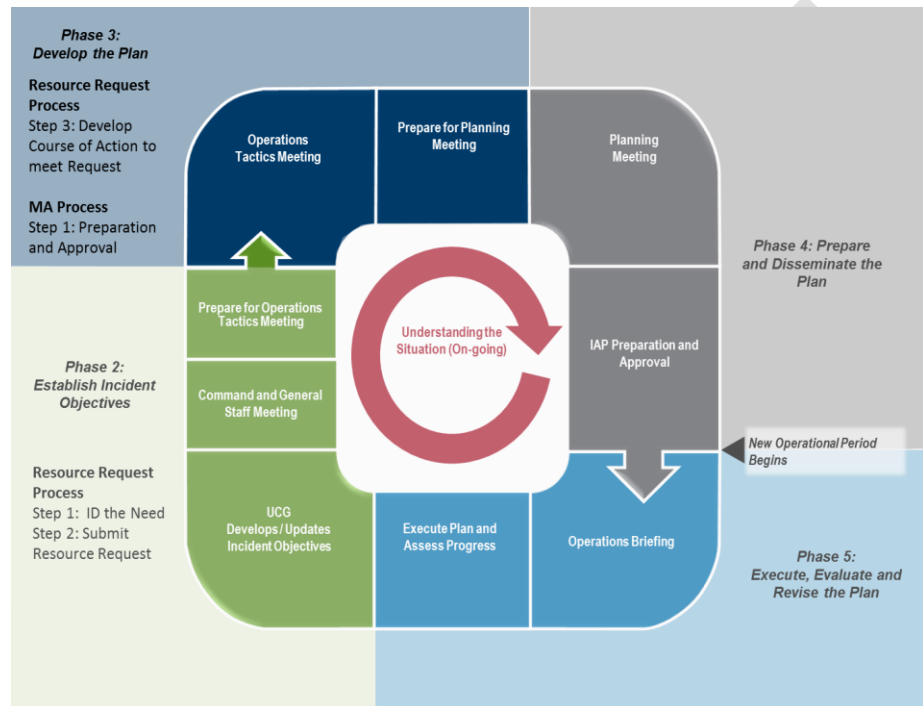 Phase 3:
Develop the Plan
Resource Request
Process
Step 3: Develop
Course of Action to
meet Request
MA Process
Step 1: Preparation
and Approval
Operations
Tactics Meeting
Prepare for Planning
Meeting
Planning
Meeting
Phase 4: Prepare
and Disseminate the
Plan
Prepare for Operations
Tactics Meeting
Understanding the
Situation (On-going)
IAP Preparation and
Approval
Phase 2:
Establish Incident
Objectives
Command and General
Staff Meeting
New Operational Period
Begins
Resource Request
Process
Step 1: ID the Need
Step 2: Submit
Resource Request
UCG
Develops / Updates
Incident Objectives
Execute Plan and
Assess Progress
Operations Briefing
Phase 5:
Execute, Evaluate and
Revise the Plan